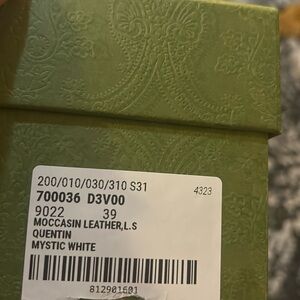 200/010/030/310 S31 4323
700036 D3V00
9022 39
MOCCASIN LEATHER,L.S
QUENTIN
MYSTIC WHITE
812901601